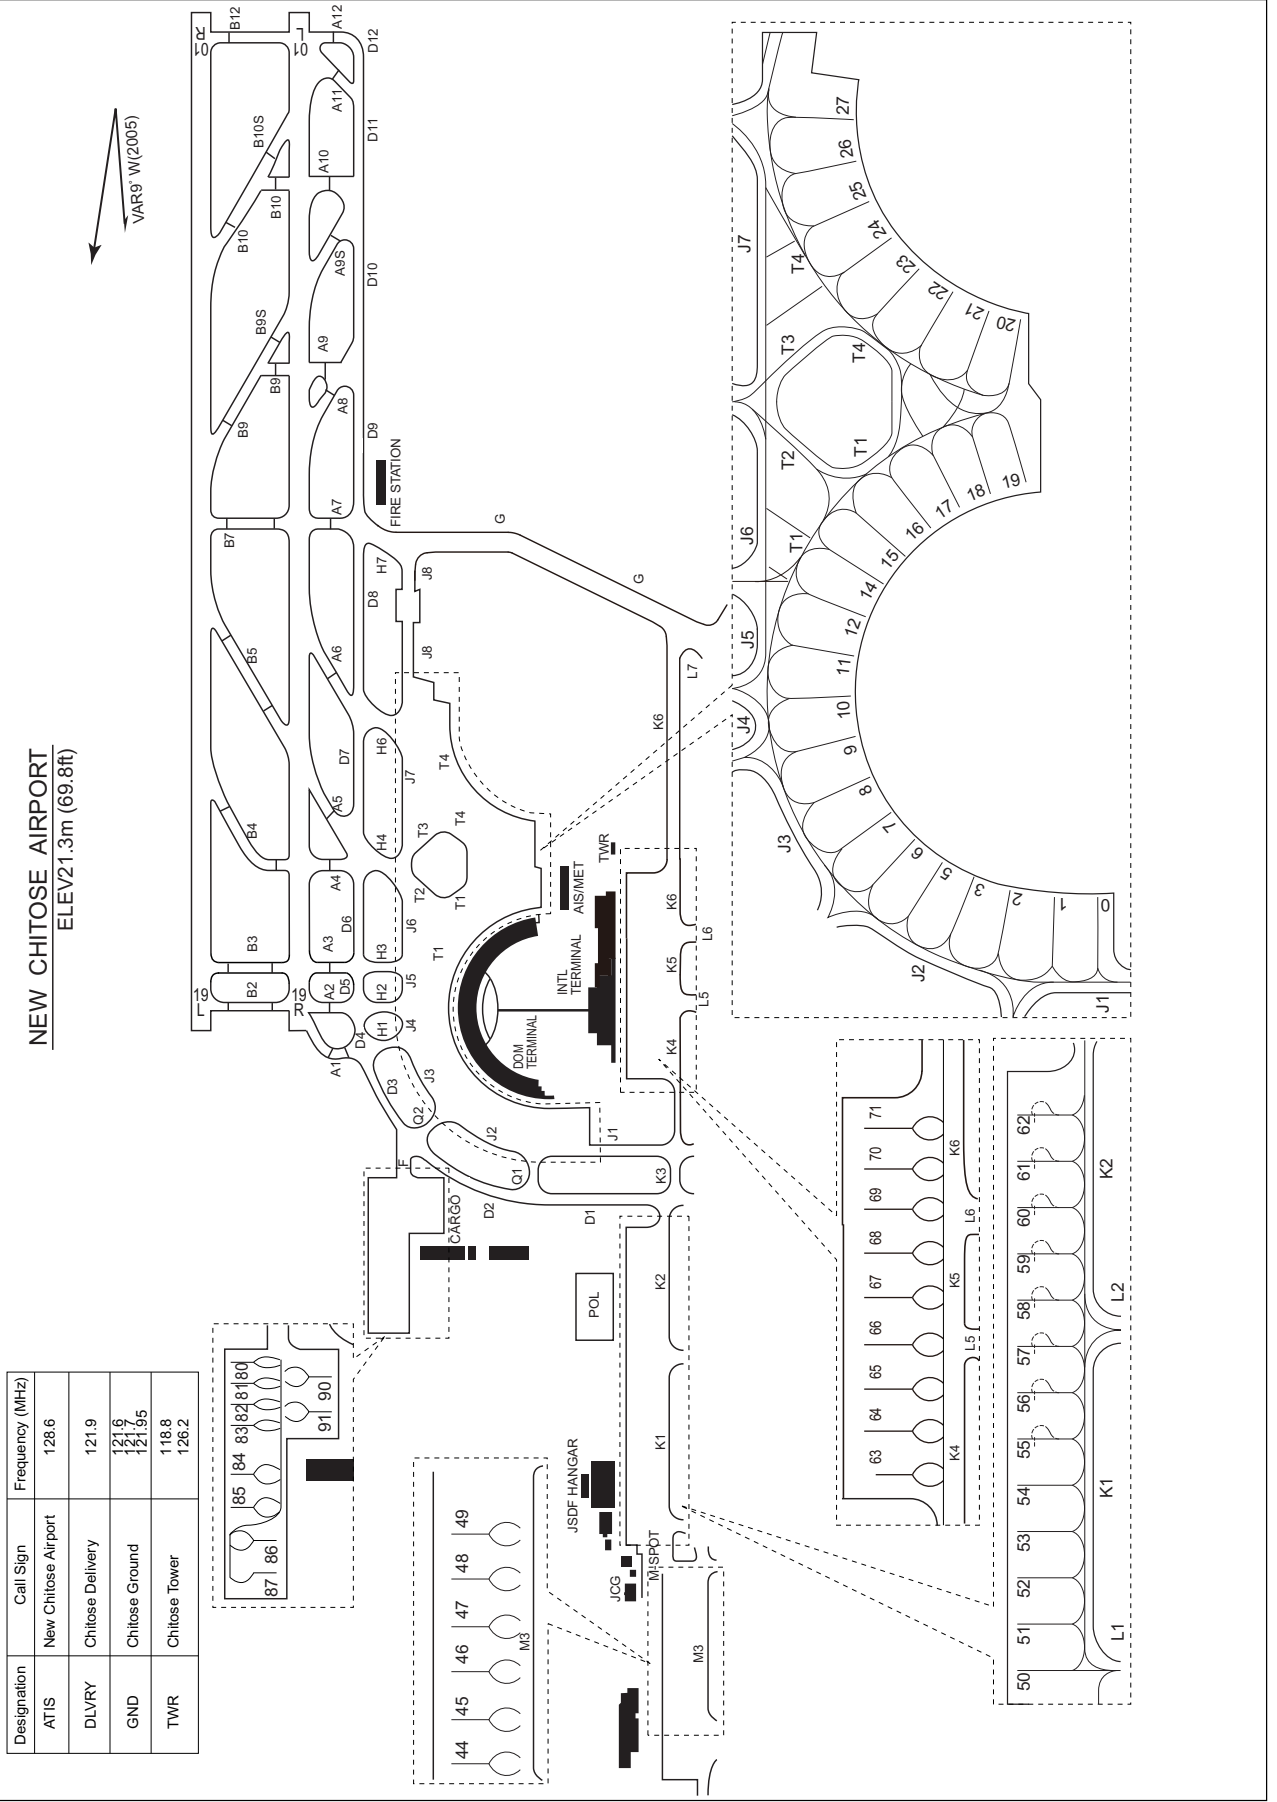 NEW CHITOSE AIRPORT
ELEV21.3m (69.8ft)
VAR9° W(2005)
Designation Call Sign Frequency (MHz)
ATIS New Chitose Airport 128.6
DLVRY Chitose Delivery 121.9
GND Chitose Ground 121.6
121.7
121.95
TWR Chitose Tower 118.8
126.2
19
L
B2
B3
B4
B5
B7
B9
B9
B9S
B10
B10
B10S
B12
01
R
19
R
01
L
A1
A2
A3
A4
A5
A6
A7
A8
A9
A9S
A10
A11
A12
D1
D2
D3
D4
D5
D6
D7
D8
D9
D10
D11
D12
H1
H2
H3
H4
H6
H7
J1
J2
J3
J4
J5
J6
J7
J8
J8
Q1
Q2
F
T1
T1
T2
T3
T4
T4
G
G
FIRE STATION
CARGO
DOM
TERMINAL
INTL
TERMINAL
AIS/MET
TWR
POL
JSDF HANGAR
JCG
M-SPOT
M3
K1
K2
K3
K4
K5
K6
K6
L5
L6
L7
87
86
85
84
83
82
81
80
91
90
44
45
46
47
48
49
M3
63
64
65
66
67
68
69
70
71
K4
L5
K5
L6
K6
50
51
52
53
54
55
56
57
58
59
60
61
62
L1
K1
L2
K2
J1
J2
J3
J4
J5
J6
J7
T1
T1
T2
T3
T4
T4
0
1
2
3
5
6
7
8
9
10
11
12
14
15
16
17
18
19
20
21
22
23
24
25
26
27